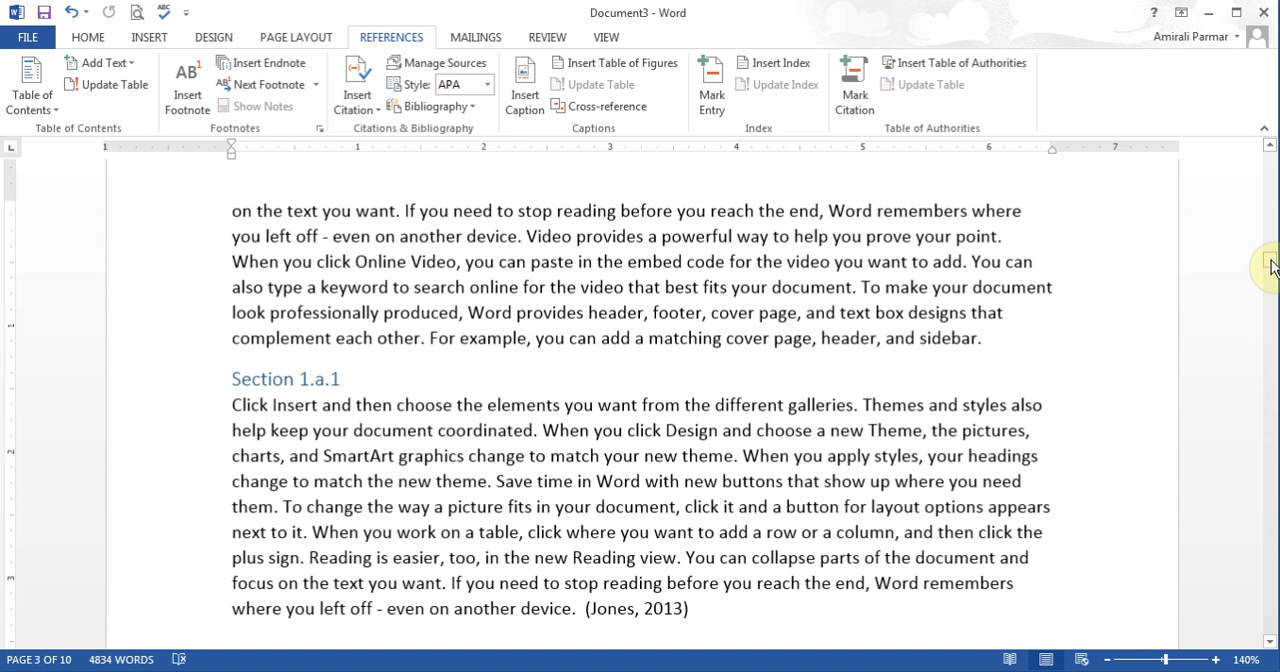 Document3 - Word
Amirali Parmar
FILE HOME INSERT DESIGN PAGE LAYOUT REFERENCES MAILINGS REVIEW VIEW
Table of Contents
Add Text
Update Table
Table of Contents
AB1
Insert Footnote
Insert Endnote
Next Footnote
Show Notes
Footnotes
Insert Citation
Manage Sources
Style: APA
Bibliography
Citations & Bibliography
Insert Caption
Insert Table of Figures
Update Table
Cross-reference
Captions
Mark Entry
Insert Index
Update Index
Index
Mark Citation
Insert Table of Authorities
Update Table
Table of Authorities
1 1 2 3 4 5 6 7
on the text you want. If you need to stop reading before you reach the end, Word remembers where
you left off - even on another device. Video provides a powerful way to help you prove your point.
When you click Online Video, you can paste in the embed code for the video you want to add. You can
also type a keyword to search online for the video that best fits your document. To make your document
look professionally produced, Word provides header, footer, cover page, and text box designs that
complement each other. For example, you can add a matching cover page, header, and sidebar.
Section 1.a.1
Click Insert and then choose the elements you want from the different galleries. Themes and styles also
help keep your document coordinated. When you click Design and choose a new Theme, the pictures,
charts, and SmartArt graphics change to match your new theme. When you apply styles, your headings
change to match the new theme. Save time in Word with new buttons that show up where you need
them. To change the way a picture fits in your document, click it and a button for layout options appears
next to it. When you work on a table, click where you want to add a row or a column, and then click the
plus sign. Reading is easier, too, in the new Reading view. You can collapse parts of the document and
focus on the text you want. If you need to stop reading before you reach the end, Word remembers
where you left off - even on another device.  (Jones, 2013)
1
2
3
PAGE 3 OF 10 4834 WORDS 140%